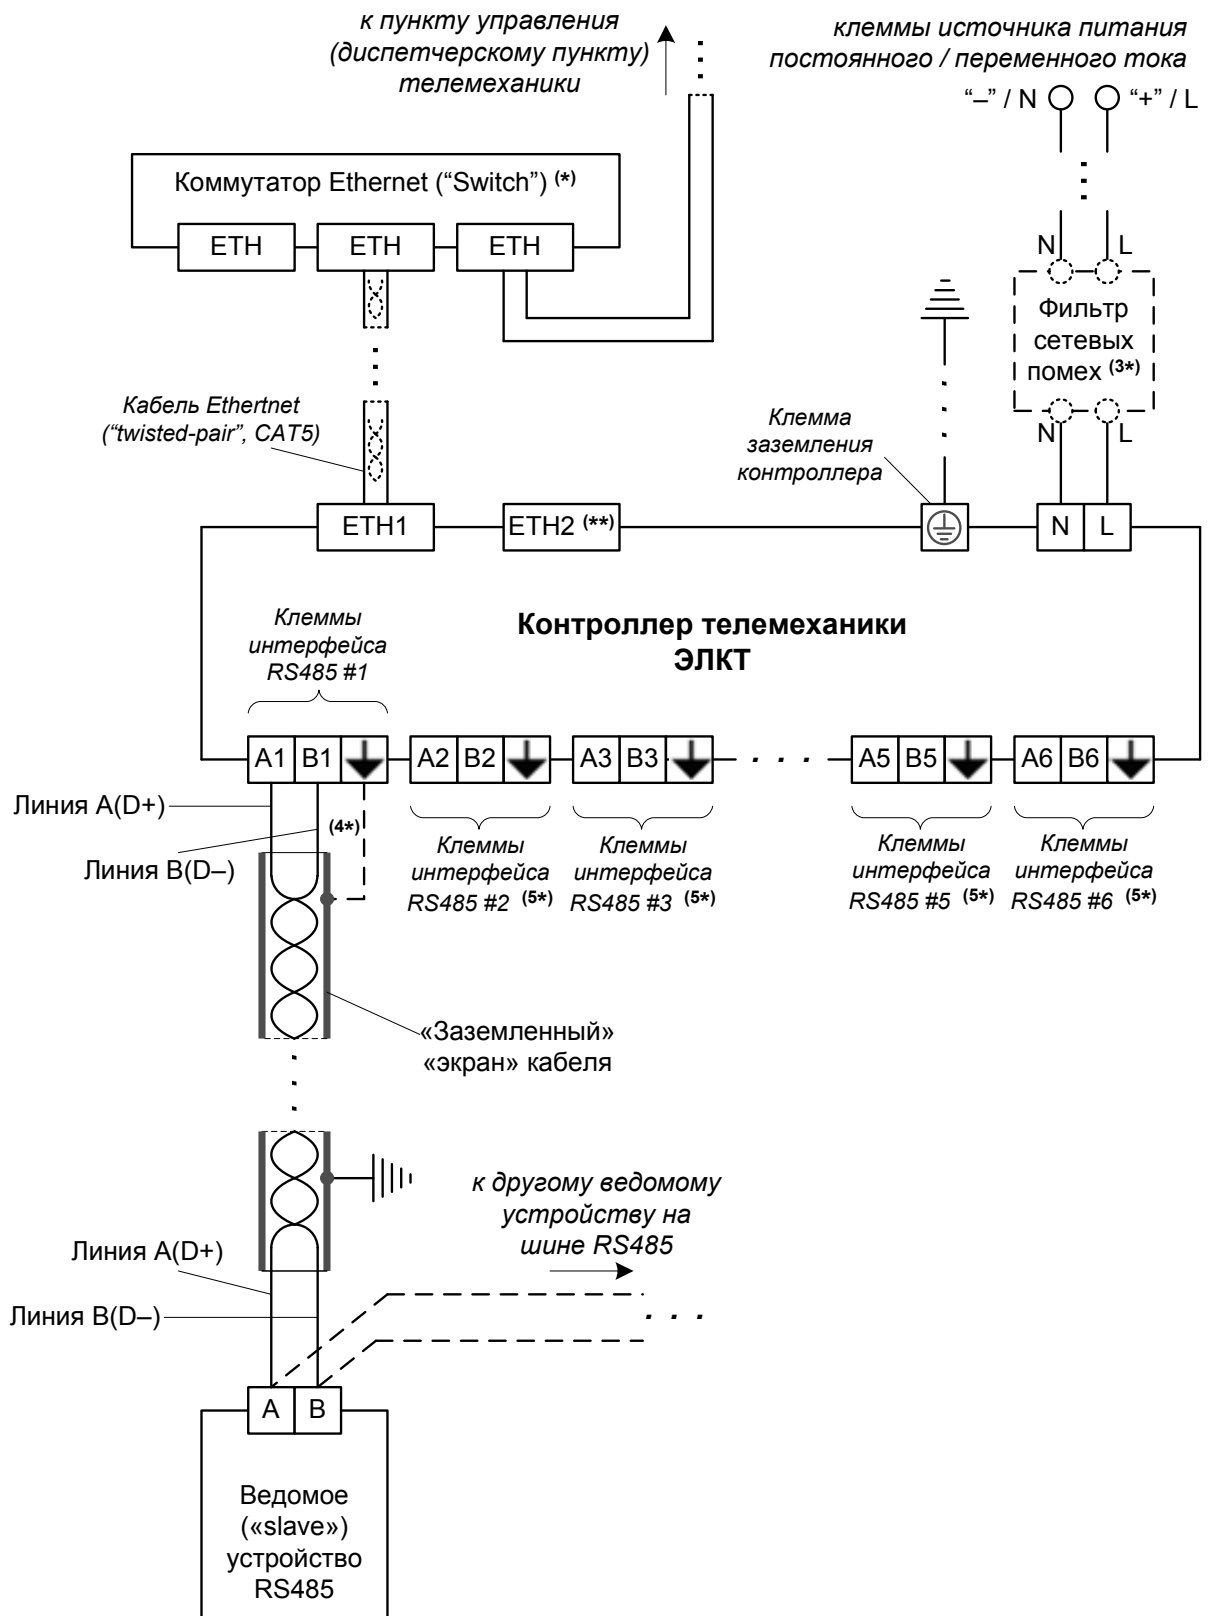 к пункту управления
(диспетчерскому пункту)
телемеханики
клеммы источника питания
постоянного / переменного тока
“–” / N
“+” / L
Коммутатор Ethernet (“Switch”) (*)
ETH
ETH
ETH
N
L
Фильтр
сетевых
помех (3*)
N
L
Кабель Ethertnet
(“twisted-pair”, CAT5)
Клемма
заземления
контроллера
ETH1
ETH2 (**)
N
L
Клеммы
интерфейса
RS485 #1
Контроллер телемеханики
ЭЛКТ
A1
B1
A2
B2
A3
B3
. . .
A5
B5
A6
B6
Линия A(D+)
(4*)
Линия B(D–)
Клеммы
интерфейса
RS485 #2 (5*)
Клеммы
интерфейса
RS485 #3 (5*)
Клеммы
интерфейса
RS485 #5 (5*)
Клеммы
интерфейса
RS485 #6 (5*)
«Заземленный»
«экран» кабеля
к другому ведомому
устройству на
шине RS485
Линия A(D+)
Линия B(D–)
. . .
A
B
Ведомое
(«slave»)
устройство
RS485